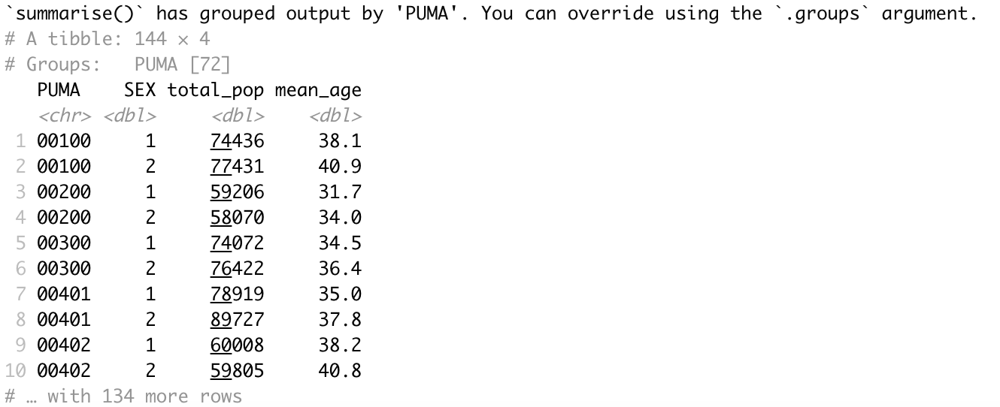 `summarise()` has grouped output by 'PUMA'. You can override using the `.groups` argument.
# A tibble: 144 × 4
# Groups:   PUMA [72]
   PUMA    SEX total_pop mean_age
   <chr> <dbl>     <dbl>    <dbl>
 1 00100     1     74436     38.1
 2 00100     2     77431     40.9
 3 00200     1     59206     31.7
 4 00200     2     58070     34.0
 5 00300     1     74072     34.5
 6 00300     2     76422     36.4
 7 00401     1     78919     35.0
 8 00401     2     89727     37.8
 9 00402     1     60008     38.2
10 00402     2     59805     40.8
# … with 134 more rows